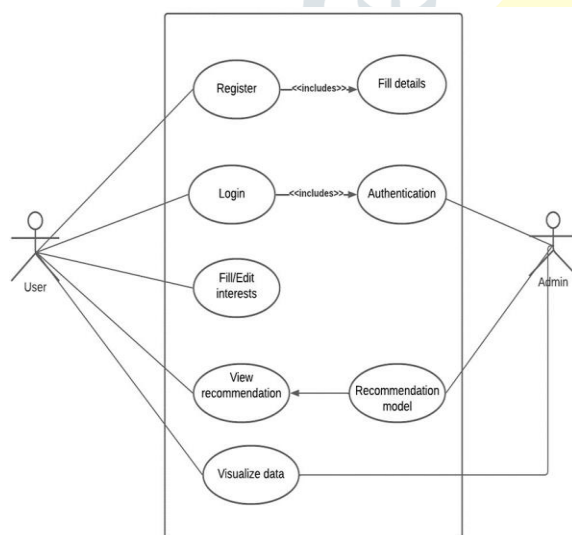 Register
<<includes>>
Fill details
Login
<<includes>>
Authentication
User
Fill/Edit
interests
Admin
View
recommendation
Recommendation
model
Visualize data